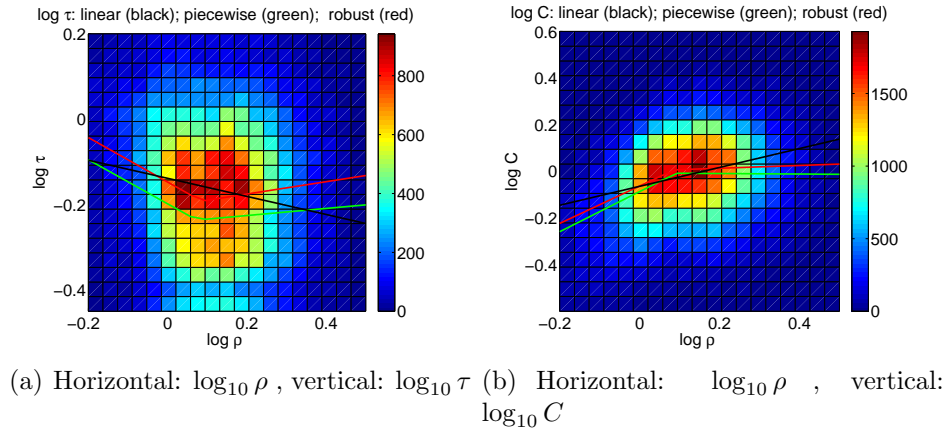 log τ: linear (black); piecewise (green); robust (red)
0.2
0
−0.2
−0.4
log τ
−0.2 0 0.2 0.4
log ρ
800
600
400
200
0
log C: linear (black); piecewise (green); robust (red)
0.6
0.4
0.2
0
−0.2
−0.4
log C
−0.2 0 0.2 0.4
log ρ
1500
1000
500
0
(a) Horizontal: log₁₀ ρ , vertical: log₁₀ τ
(b) Horizontal: log₁₀ ρ , vertical:
log₁₀ C